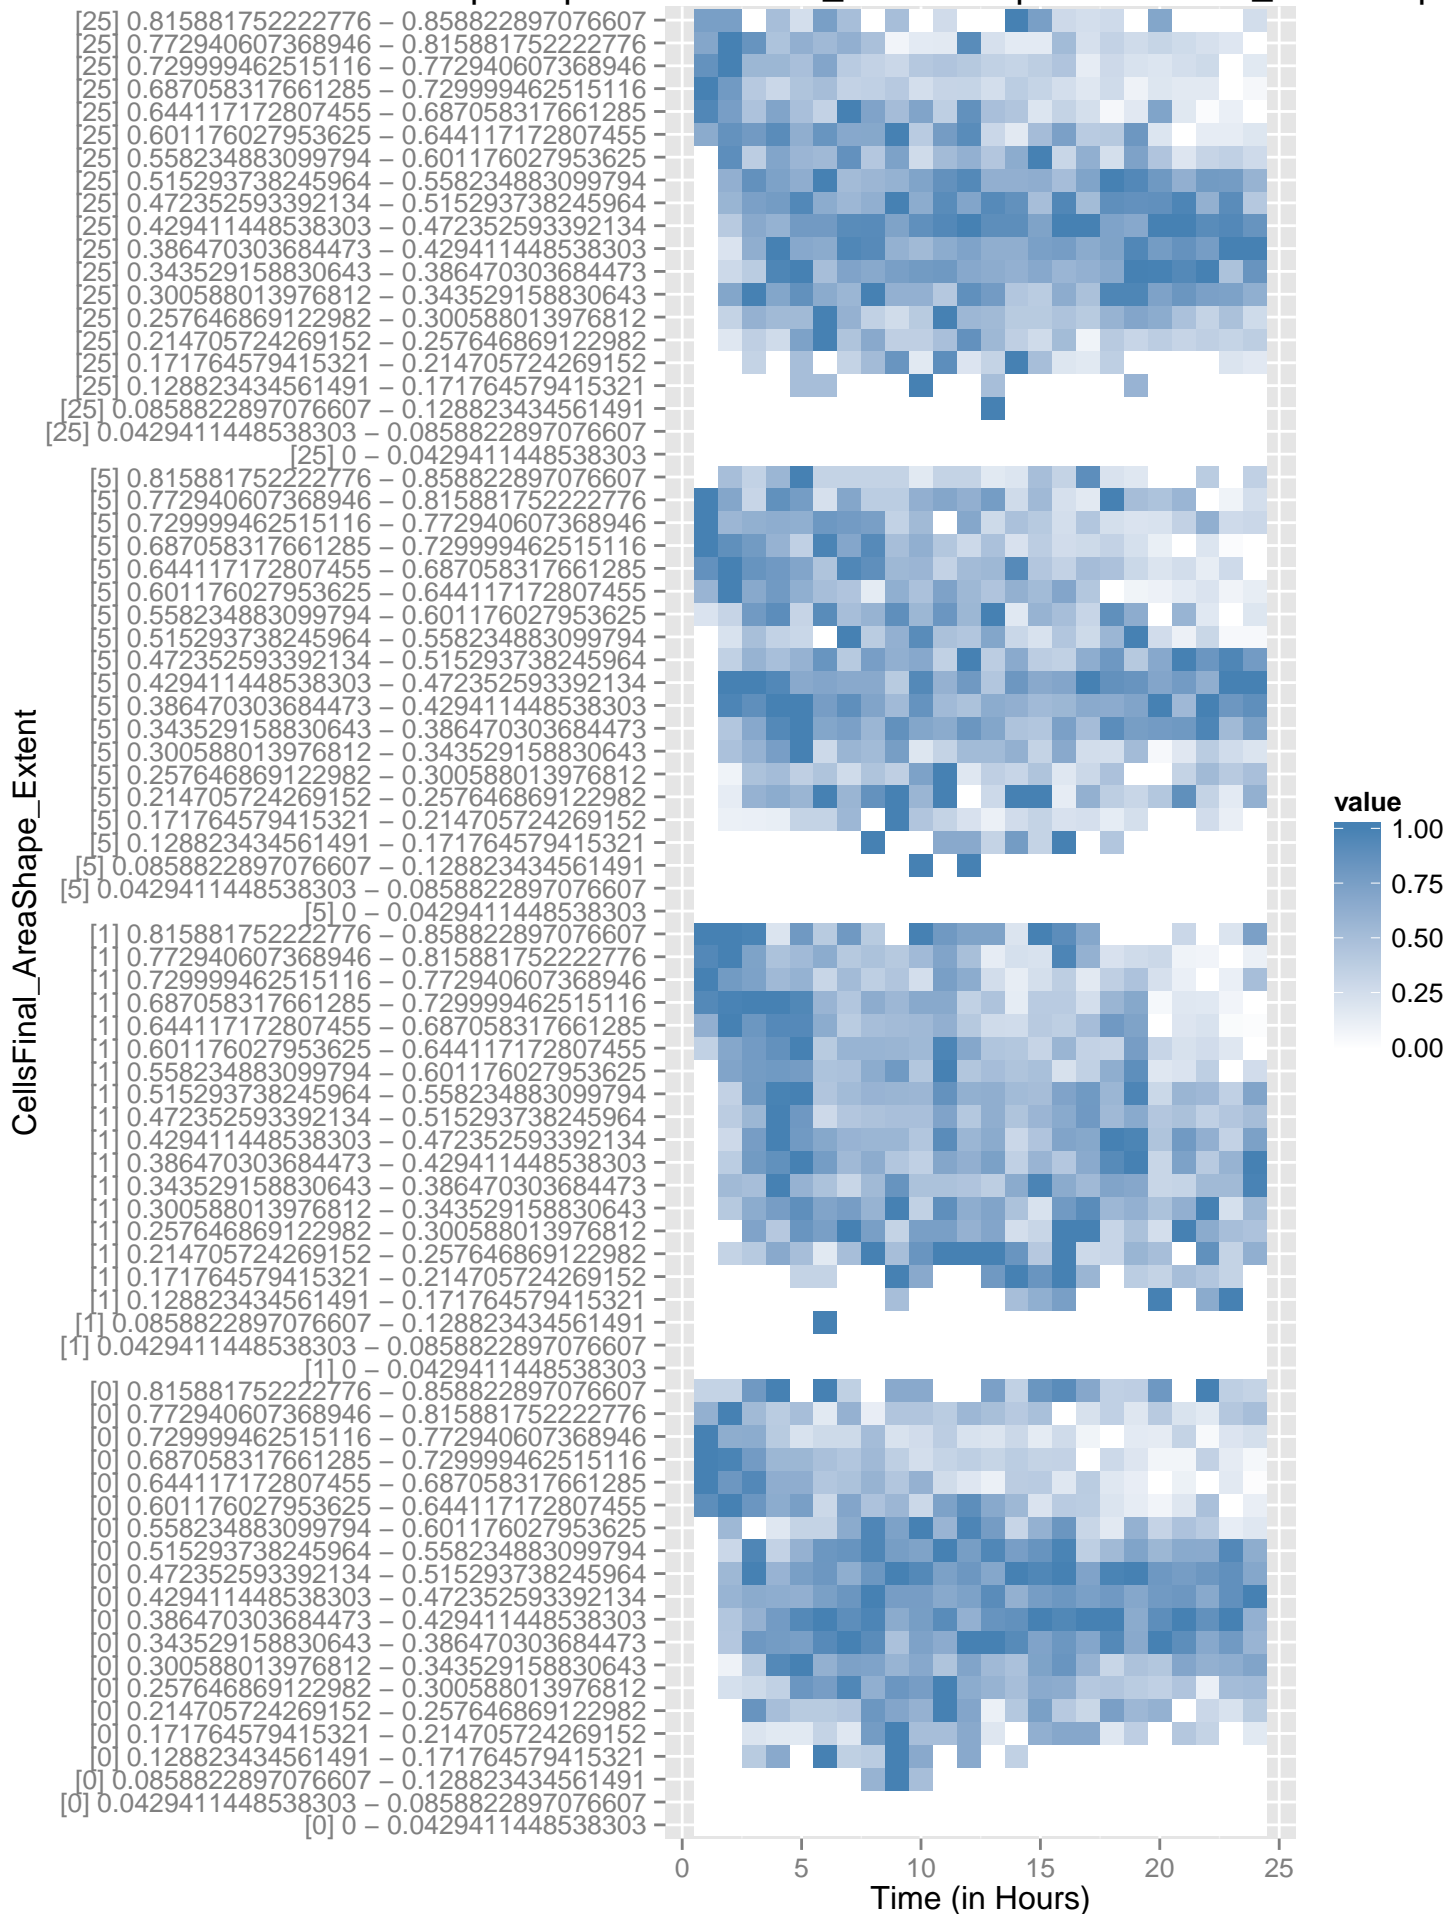 [25] 0.815881752222776 – 0.858822897076607
[25] 0.772940607368946 – 0.815881752222776
[25] 0.729999462515116 – 0.772940607368946
[25] 0.687058317661285 – 0.729999462515116
[25] 0.644117172807455 – 0.687058317661285
[25] 0.601176027953625 – 0.644117172807455
[25] 0.558234883099794 – 0.601176027953625
[25] 0.515293738245964 – 0.558234883099794
[25] 0.472352593392134 – 0.515293738245964
[25] 0.429411448538303 – 0.472352593392134
[25] 0.386470303684473 – 0.429411448538303
[25] 0.343529158830643 – 0.386470303684473
[25] 0.300588013976812 – 0.343529158830643
[25] 0.257646869122982 – 0.300588013976812
[25] 0.214705724269152 – 0.257646869122982
[25] 0.171764579415321 – 0.214705724269152
[25] 0.128823434561491 – 0.171764579415321
[25] 0.0858822897076607 – 0.128823434561491
[25] 0.0429411448538303 – 0.0858822897076607
[25] 0 – 0.0429411448538303
[5] 0.815881752222776 – 0.858822897076607
[5] 0.772940607368946 – 0.815881752222776
[5] 0.729999462515116 – 0.772940607368946
[5] 0.687058317661285 – 0.729999462515116
[5] 0.644117172807455 – 0.687058317661285
[5] 0.601176027953625 – 0.644117172807455
[5] 0.558234883099794 – 0.601176027953625
[5] 0.515293738245964 – 0.558234883099794
[5] 0.472352593392134 – 0.515293738245964
[5] 0.429411448538303 – 0.472352593392134
[5] 0.386470303684473 – 0.429411448538303
[5] 0.343529158830643 – 0.386470303684473
[5] 0.300588013976812 – 0.343529158830643
[5] 0.257646869122982 – 0.300588013976812
[5] 0.214705724269152 – 0.257646869122982
[5] 0.171764579415321 – 0.214705724269152
[5] 0.128823434561491 – 0.171764579415321
[5] 0.0858822897076607 – 0.128823434561491
[5] 0.0429411448538303 – 0.0858822897076607
[5] 0 – 0.0429411448538303
[1] 0.815881752222776 – 0.858822897076607
[1] 0.772940607368946 – 0.815881752222776
[1] 0.729999462515116 – 0.772940607368946
[1] 0.687058317661285 – 0.729999462515116
[1] 0.644117172807455 – 0.687058317661285
[1] 0.601176027953625 – 0.644117172807455
[1] 0.558234883099794 – 0.601176027953625
[1] 0.515293738245964 – 0.558234883099794
[1] 0.472352593392134 – 0.515293738245964
[1] 0.429411448538303 – 0.472352593392134
[1] 0.386470303684473 – 0.429411448538303
[1] 0.343529158830643 – 0.386470303684473
[1] 0.300588013976812 – 0.343529158830643
[1] 0.257646869122982 – 0.300588013976812
[1] 0.214705724269152 – 0.257646869122982
[1] 0.171764579415321 – 0.214705724269152
[1] 0.128823434561491 – 0.171764579415321
[1] 0.0858822897076607 – 0.128823434561491
[1] 0.0429411448538303 – 0.0858822897076607
[1] 0 – 0.0429411448538303
[0] 0.815881752222776 – 0.858822897076607
[0] 0.772940607368946 – 0.815881752222776
[0] 0.729999462515116 – 0.772940607368946
[0] 0.687058317661285 – 0.729999462515116
[0] 0.644117172807455 – 0.687058317661285
[0] 0.601176027953625 – 0.644117172807455
[0] 0.558234883099794 – 0.601176027953625
[0] 0.515293738245964 – 0.558234883099794
[0] 0.472352593392134 – 0.515293738245964
[0] 0.429411448538303 – 0.472352593392134
[0] 0.386470303684473 – 0.429411448538303
[0] 0.343529158830643 – 0.386470303684473
[0] 0.300588013976812 – 0.343529158830643
[0] 0.257646869122982 – 0.300588013976812
[0] 0.214705724269152 – 0.257646869122982
[0] 0.171764579415321 – 0.214705724269152
[0] 0.128823434561491 – 0.171764579415321
[0] 0.0858822897076607 – 0.128823434561491
[0] 0.0429411448538303 – 0.0858822897076607
[0] 0 – 0.0429411448538303
CellsFinal_AreaShape_Extent
0 5 10 15 20 25
Time (in Hours)
value
1.00
0.75
0.50
0.25
0.00